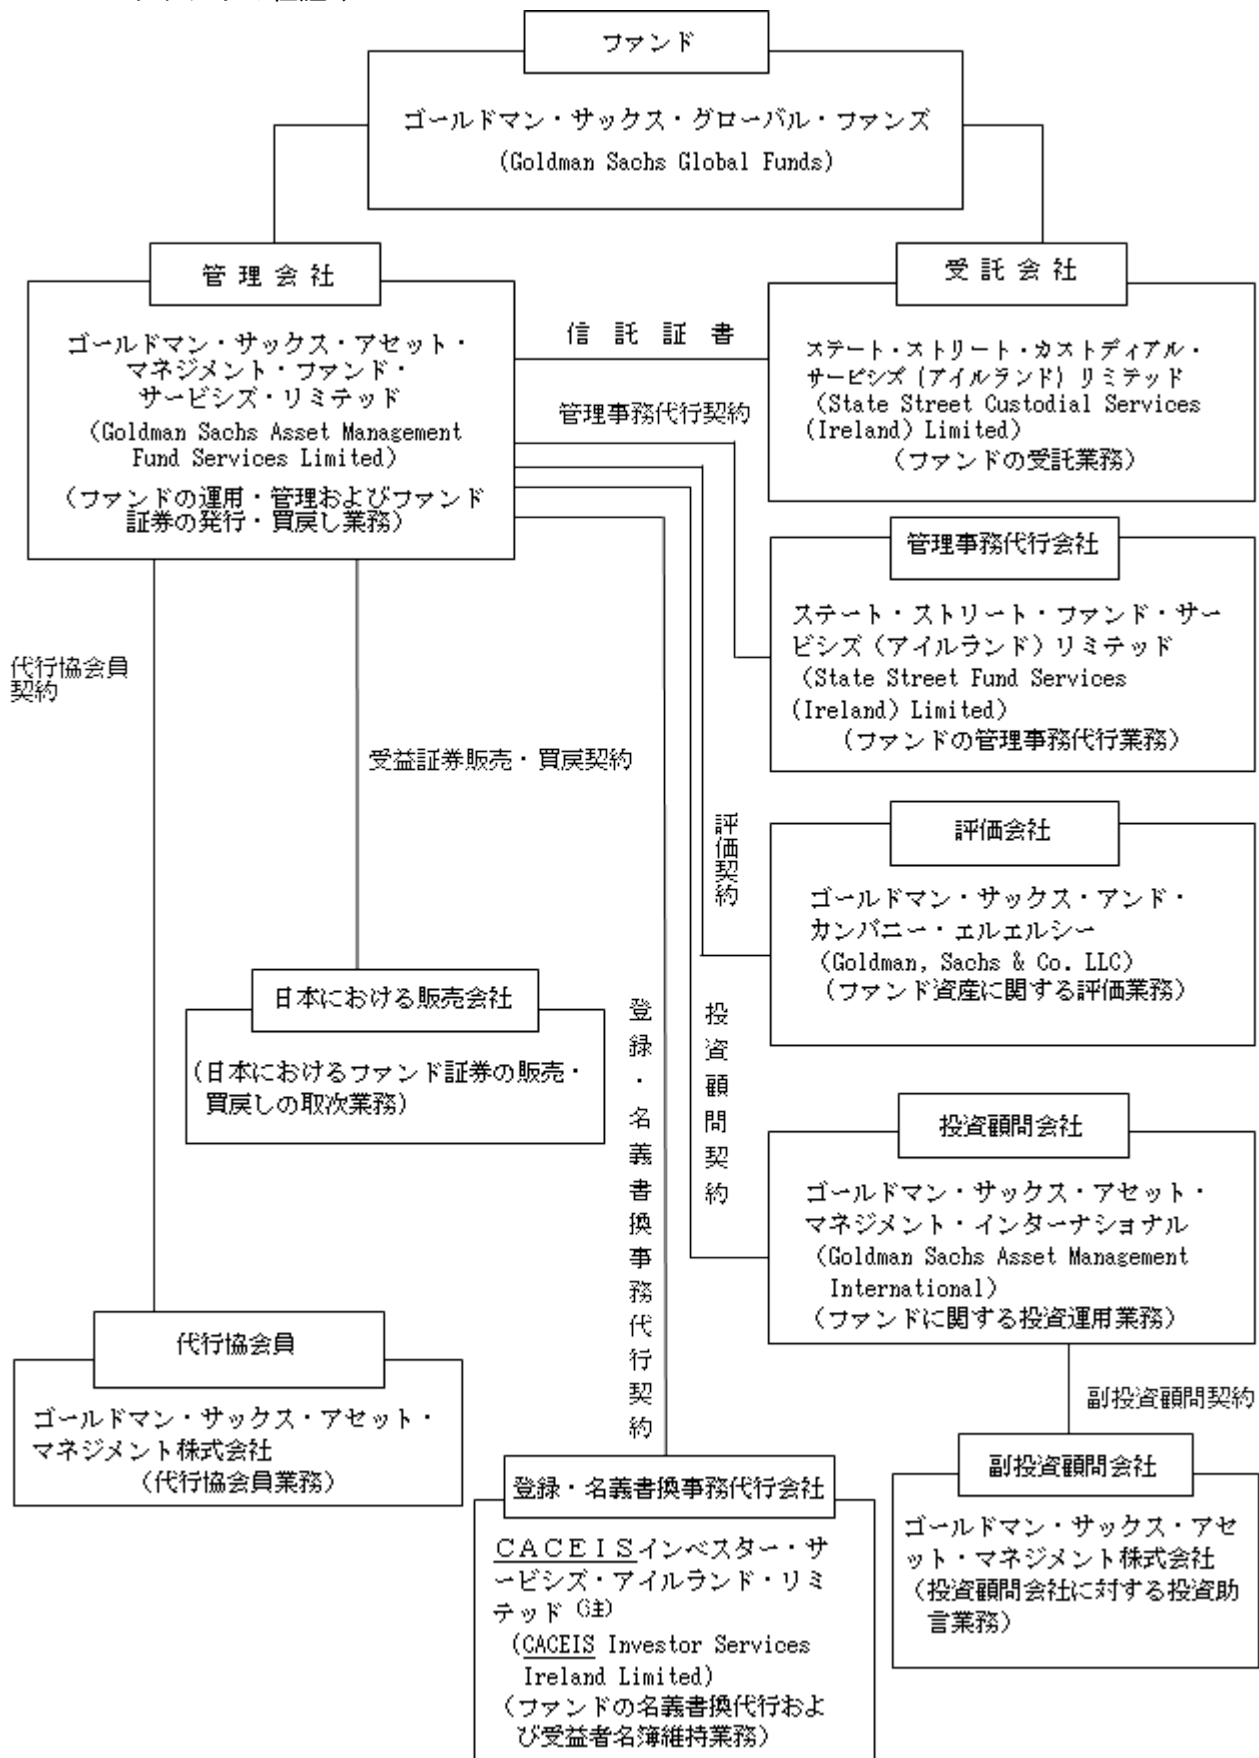 ファンド
ゴールドマン・サックス・グローバル・ファンズ
(Goldman Sachs Global Funds)
管 理 会 社
ゴールドマン・サックス・アセット・
マネジメント・ファンド・
サービシズ・リミテッド
(Goldman Sachs Asset Management
Fund Services Limited)
(ファンドの運用・管理およびファンド
証券の発行・買戻し業務)
信 託 証 書
管理事務代行契約
受 託 会 社
ステート・ストリート・カストディアル・
サービシズ (アイルランド) リミテッド
(State Street Custodial Services
(Ireland) Limited)
(ファンドの受託業務)
管理事務代行会社
ステート・ストリート・ファンド・サー
ビシズ (アイルランド) リミテッド
(State Street Fund Services
(Ireland) Limited)
(ファンドの管理事務代行業務)
代行協会員
契約
受益証券販売・買戻契約
評価契約
評価会社
ゴールドマン・サックス・アンド・
カンパニー・エルエルシー
(Goldman, Sachs & Co. LLC)
(ファンド資産に関する評価業務)
日本における販売会社
(日本におけるファンド証券の販売・
買戻しの取次業務)
登録・名義書換事務代行契約
投資顧問契約
投資顧問会社
ゴールドマン・サックス・アセット・
マネジメント・インターナショナル
(Goldman Sachs Asset Management
International)
(ファンドに関する投資運用業務)
代行協会員
ゴールドマン・サックス・アセット・
マネジメント株式会社
(代行協会員業務)
副投資顧問契約
副投資顧問会社
ゴールドマン・サックス・アセ
ット・マネジメント株式会社
(投資顧問会社に対する投資助
言業務)
登録・名義書換事務代行会社
CACEISインベスター・サ
ービシズ・アイルランド・リミ
テッド(注)
(CACEIS Investor Services
Ireland Limited)
(ファンドの名義書換代行およ
び受益者名簿維持業務)